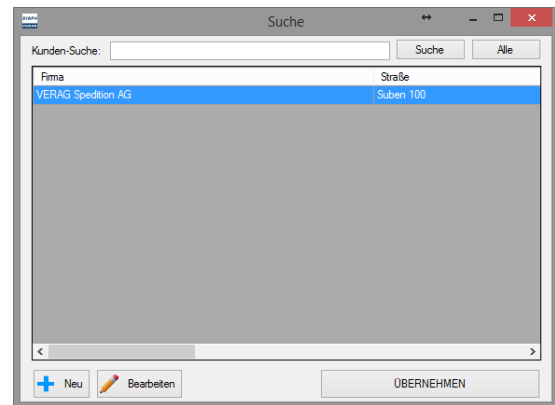 Suche
Kunden-Suche: Suche Alle
Firma Straße
VERAG Spedition AG Suben 100
Neu Bearbeiten ÜBERNEHMEN